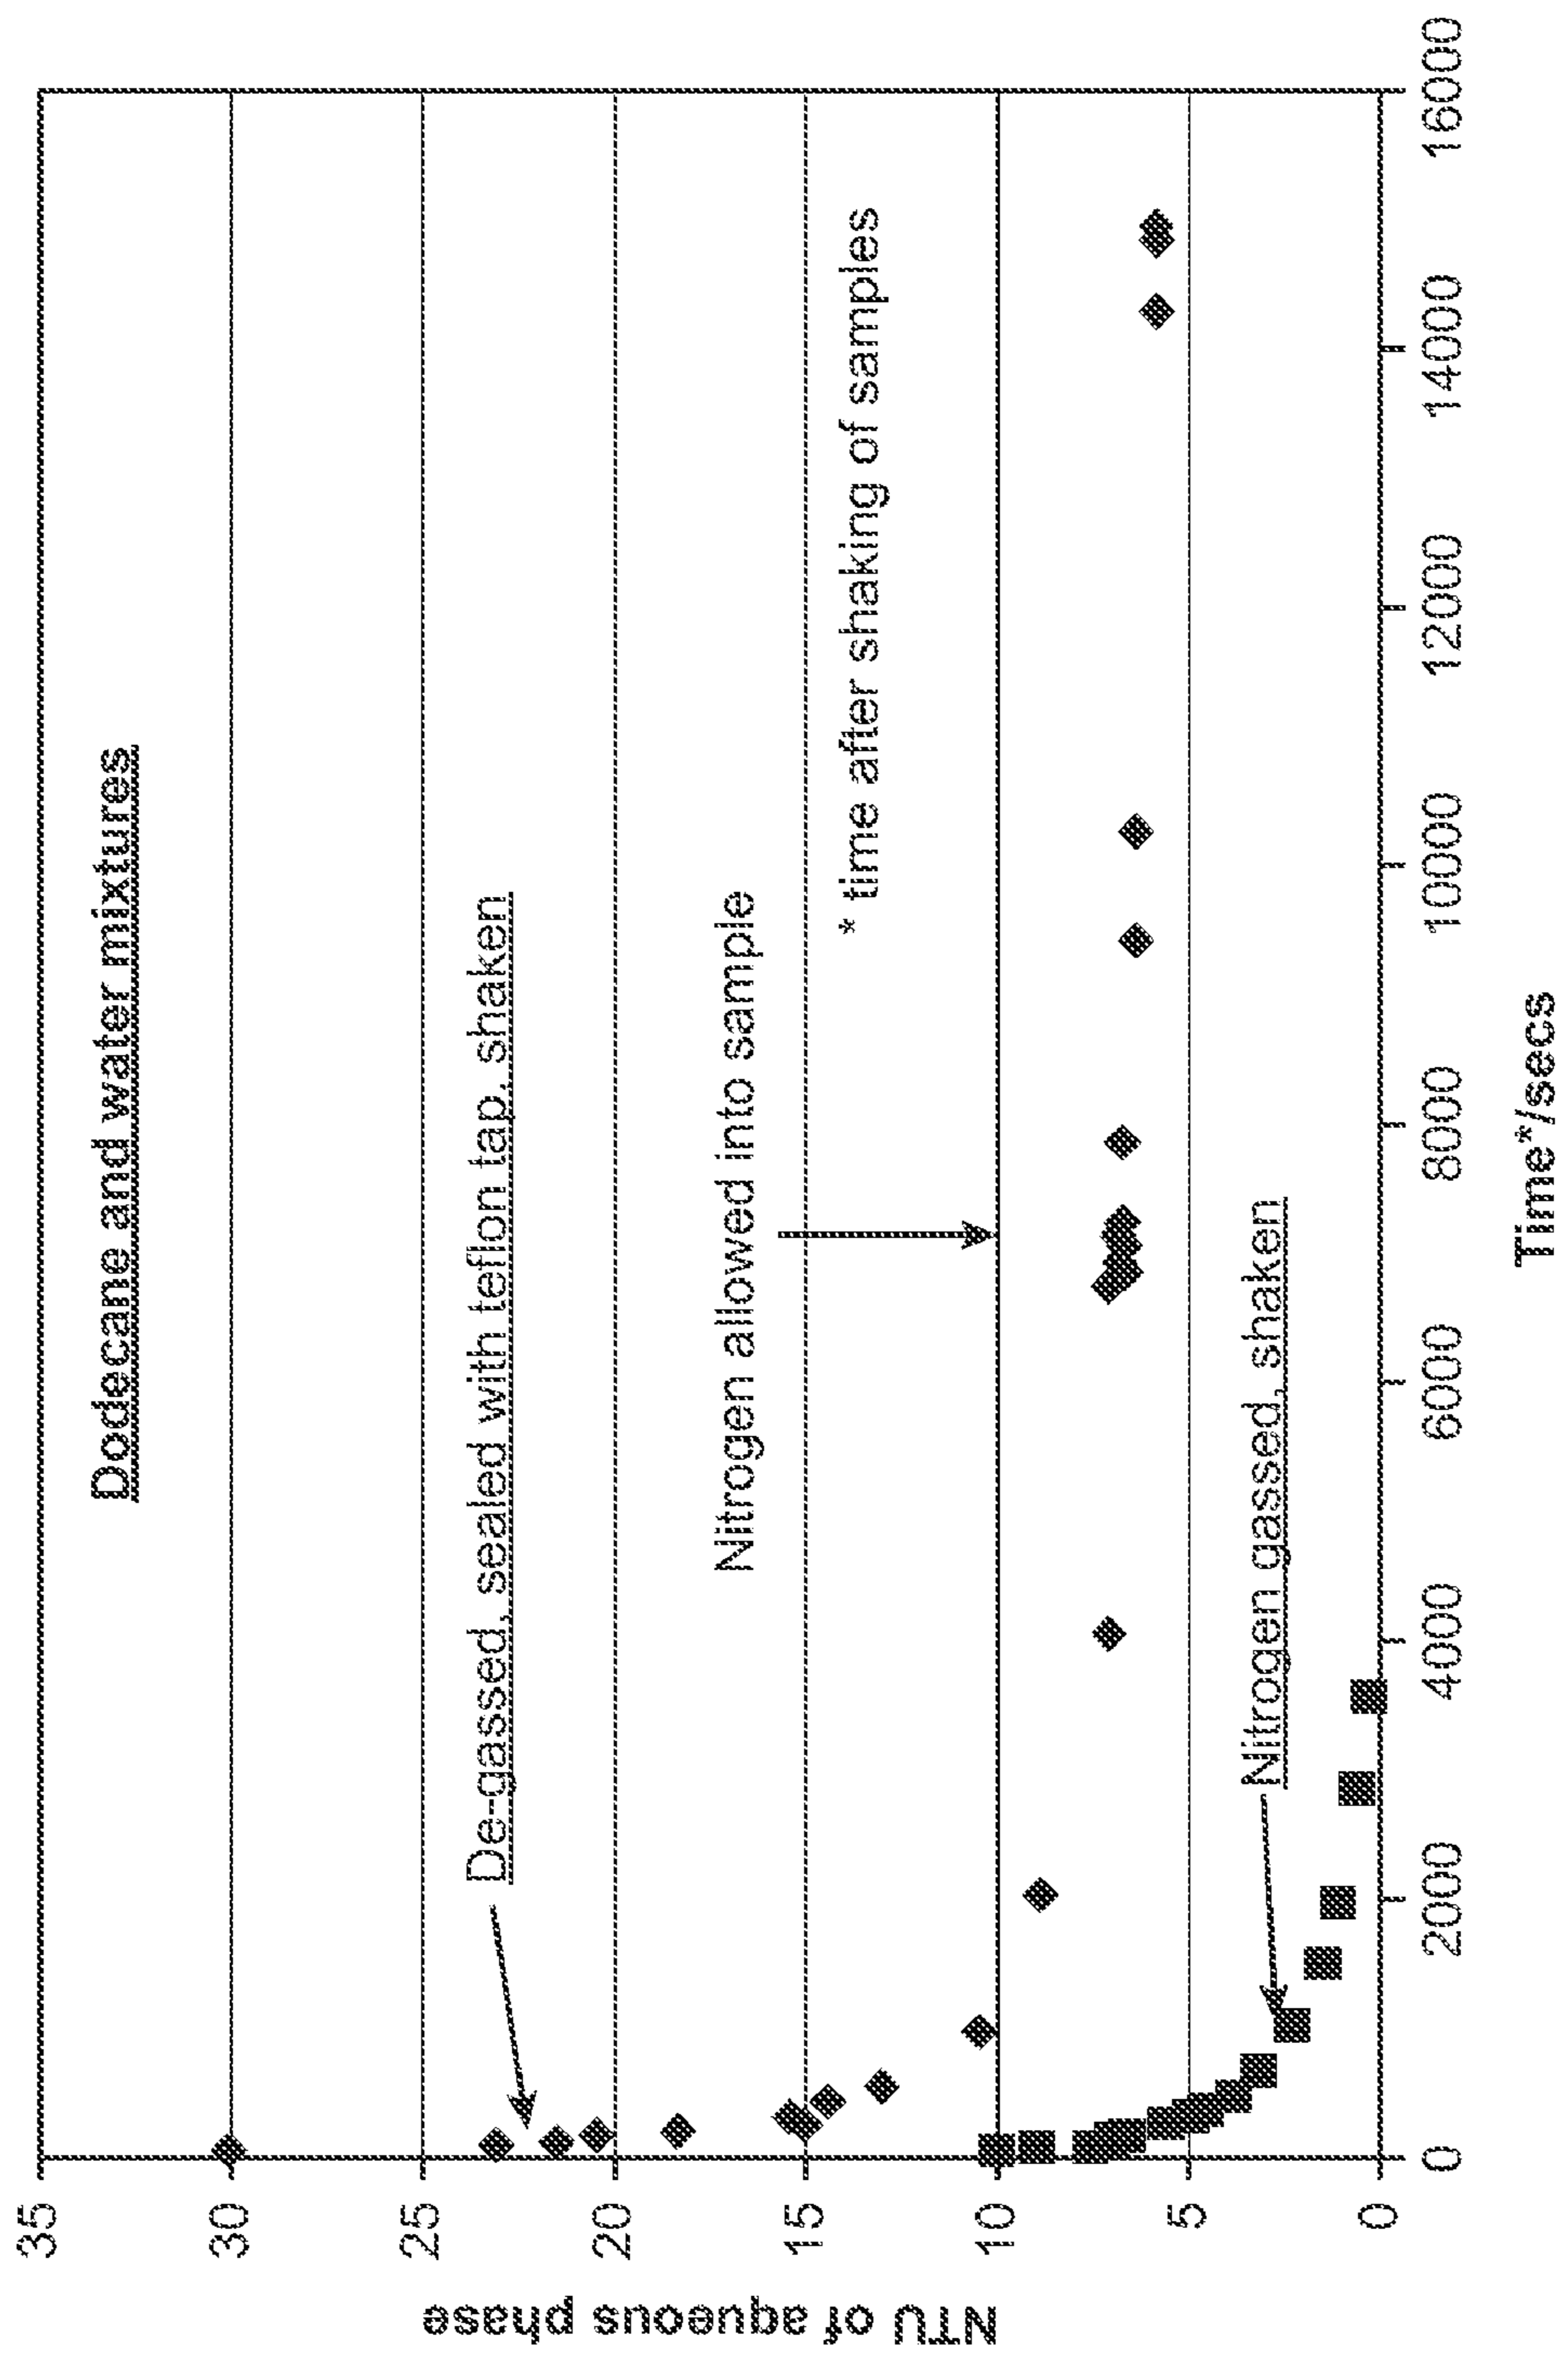 Dodecane and water mixtures
De-gassed, sealed with teflon tap, shaken
Nitrogen allowed into sample
* time after shaking of samples
Nitrogen gassed, shaken
NTU of aqueous phase
35
30
25
20
15
10
5
0
0
2000
4000
6000
8000
10000
12000
14000
16000
Time*/secs